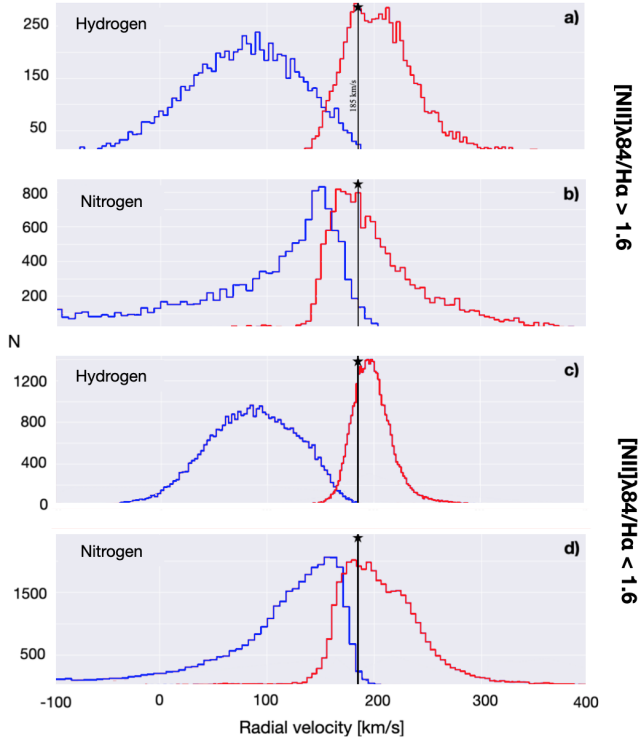 250
150
50
Hydrogen
a)
185 km/s
[NII]λ84/Hα > 1.6
800
600
400
200
Nitrogen
b)
N
1200
800
400
0
Hydrogen
c)
[NII]λ84/Hα < 1.6
1500
500
Nitrogen
d)
-100 0 100 200 300 400
Radial velocity [km/s]